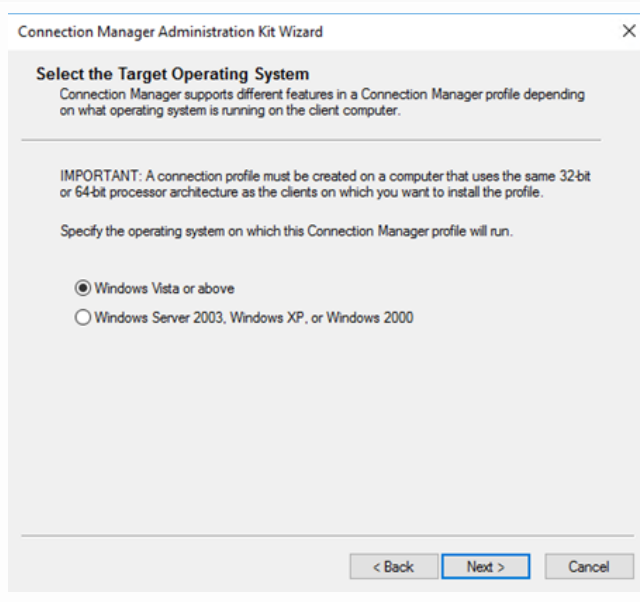 Connection Manager Administration Kit Wizard
Select the Target Operating System
Connection Manager supports different features in a Connection Manager profile depending
on what operating system is running on the client computer.
IMPORTANT: A connection profile must be created on a computer that uses the same 32-bit
or 64-bit processor architecture as the clients on which you want to install the profile.
Specify the operating system on which this Connection Manager profile will run.
Windows Vista or above
Windows Server 2003, Windows XP, or Windows 2000
< Back Next > Cancel